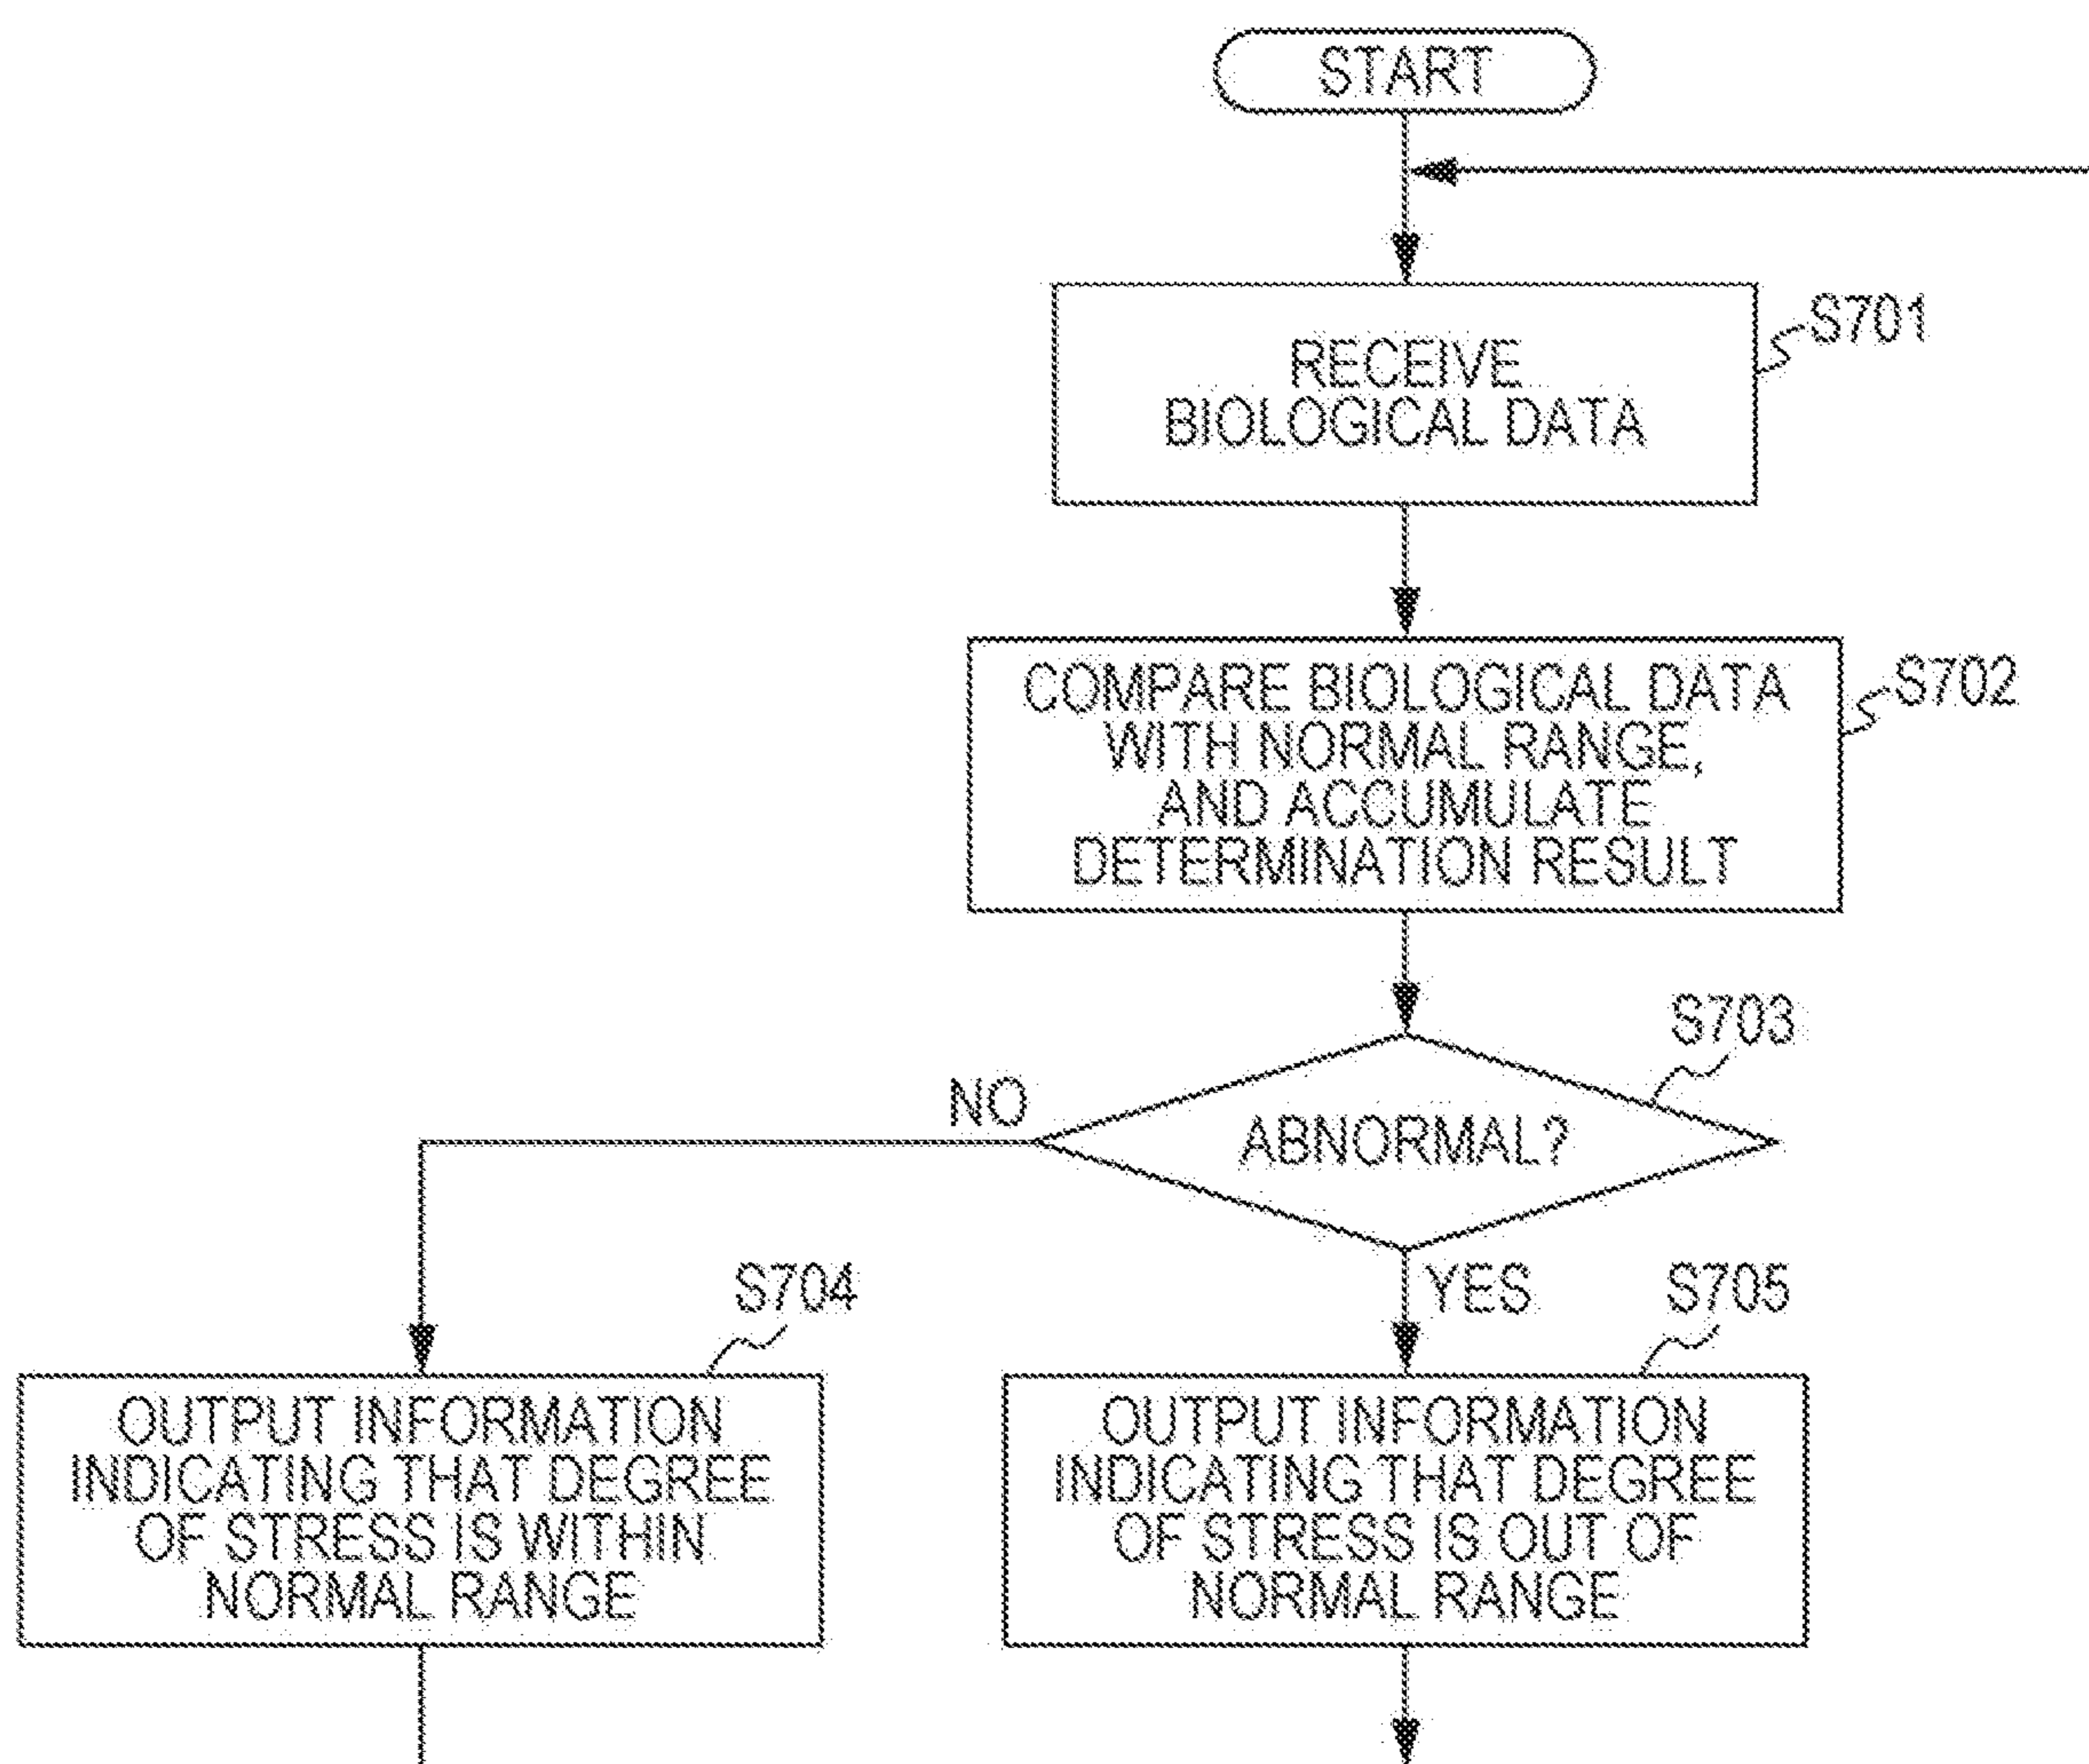 START
RECEIVE
BIOLOGICAL DATA
S701
COMPARE BIOLOGICAL DATA
WITH NORMAL RANGE,
AND ACCUMULATE
DETERMINATION RESULT
S702
ABNORMAL?
S703
NO
YES
S704
OUTPUT INFORMATION
INDICATING THAT DEGREE
OF STRESS IS WITHIN
NORMAL RANGE
S705
OUTPUT INFORMATION
INDICATING THAT DEGREE
OF STRESS IS OUT OF
NORMAL RANGE